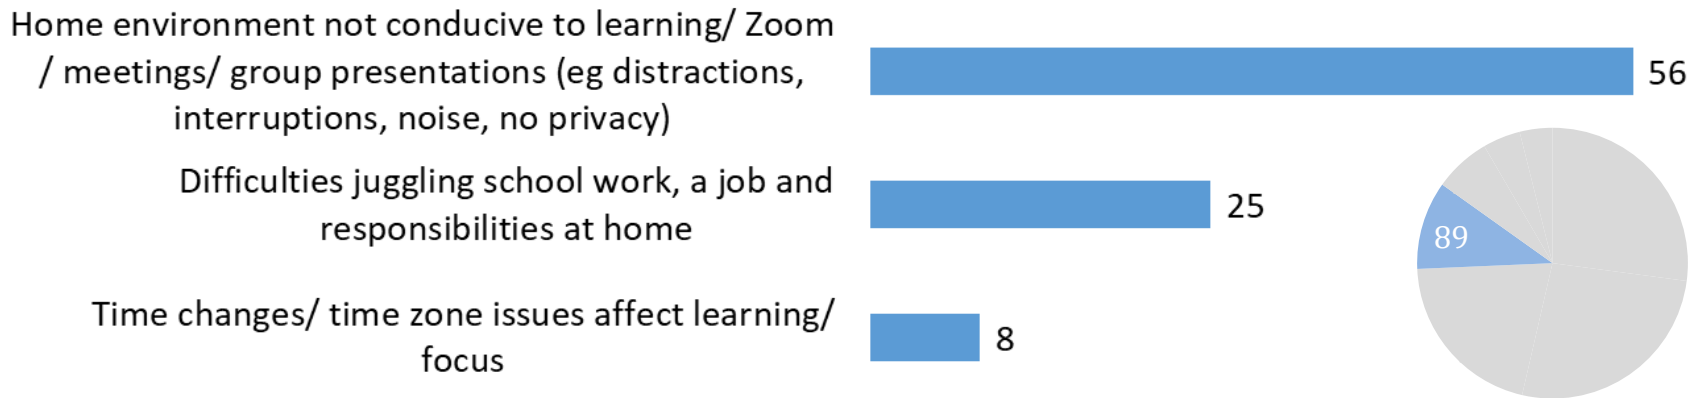 Home environment not conducive to learning/ Zoom
/ meetings/ group presentations (eg distractions,
interruptions, noise, no privacy)
56
Difficulties juggling school work, a job and
responsibilities at home
25
89
Time changes/ time zone issues affect learning/
focus
8